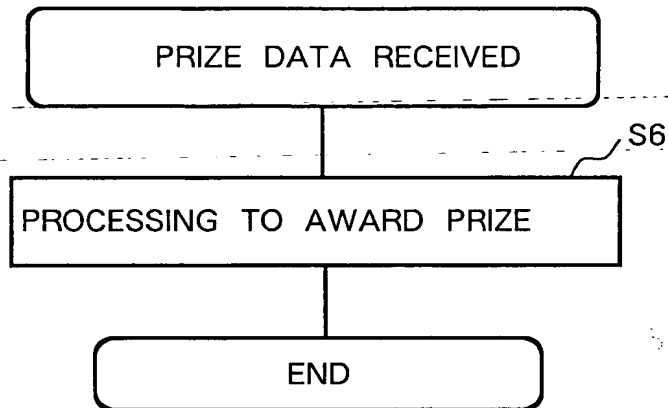 PRIZE DATA RECEIVED
S6
PROCESSING TO AWARD PRIZE
END